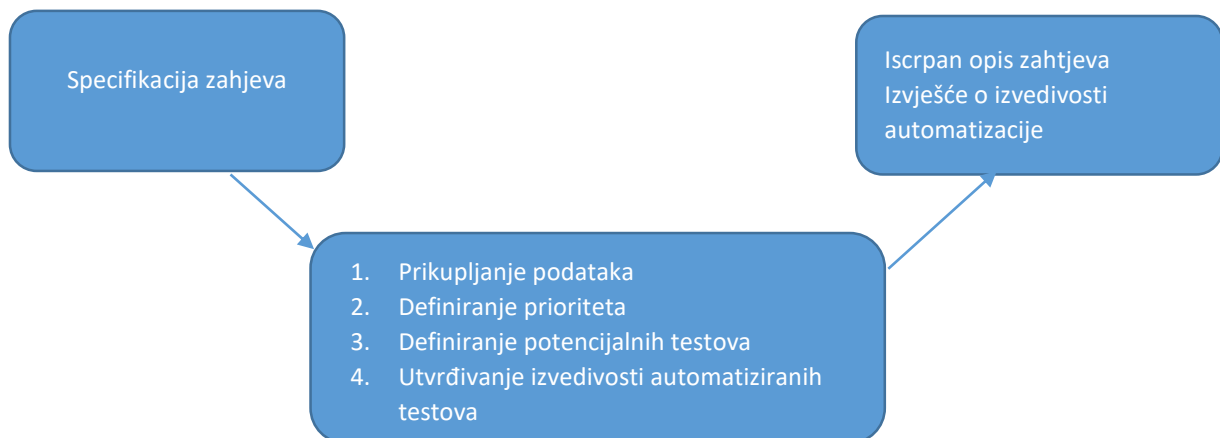 Specifikacija zahjeva
Iscrpan opis zahtjeva
Izvješće o izvedivosti
automatizacije
1. Prikupljanje podataka
2. Definiranje prioriteta
3. Definiranje potencijalnih testova
4. Utvrđivanje izvedivosti automatiziranih
testova